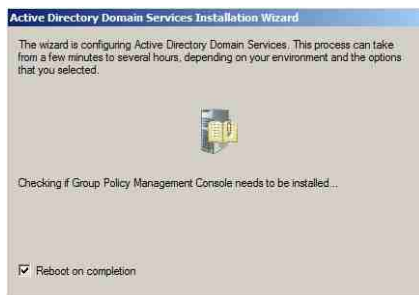 Active Directory Domain Services Installation Wizard
The wizard is configuring Active Directory Domain Services. This process can take
from a few minutes to several hours, depending on your environment and the options
that you selected.
Checking if Group Policy Management Console needs to be installed...
Reboot on completion